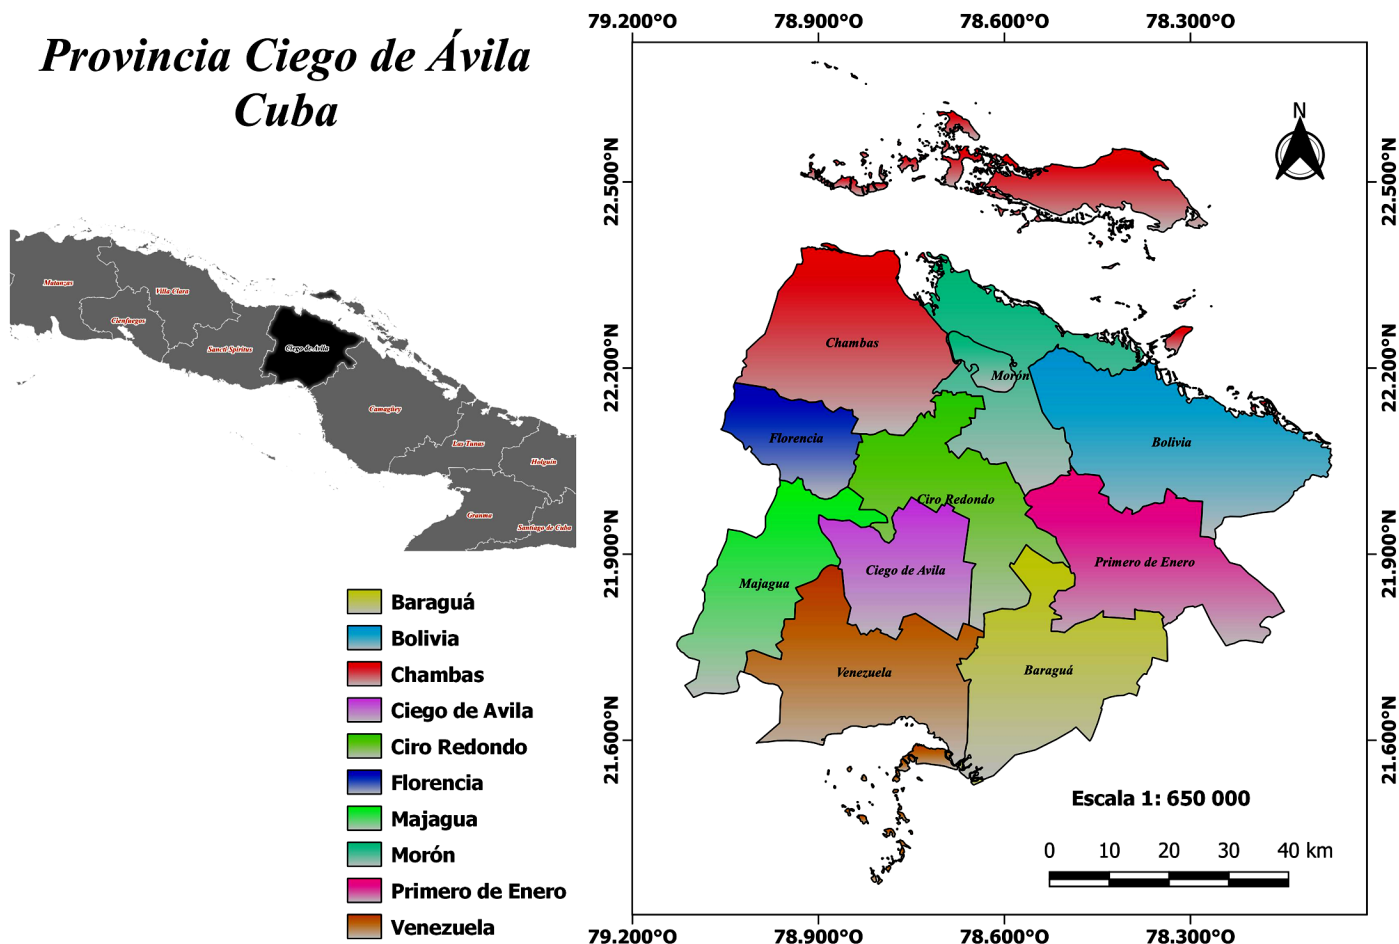 Provincia Ciego de Ávila
Cuba
Matanzas
Villa Clara
Cienfuegos
Sancti Spíritus
Ciego de Avila
Camagüey
Las Tunas
Holguín
Granma
Santiago de Cuba
Baraguá
Bolivia
Chambas
Ciego de Avila
Ciro Redondo
Florencia
Majagua
Morón
Primero de Enero
Venezuela
79.200°O 78.900°O 78.600°O 78.300°O
22.500°N
22.200°N
21.900°N
21.600°N
N
Chambas
Morón
Florencia
Bolivia
Ciro Redondo
Primero de Enero
Ciego de Avila
Majagua
Venezuela
Baraguá
Escala 1: 650 000
0 10 20 30 40 km
22.500°N
22.200°N
21.900°N
21.600°N
79.200°O 78.900°O 78.600°O 78.300°O